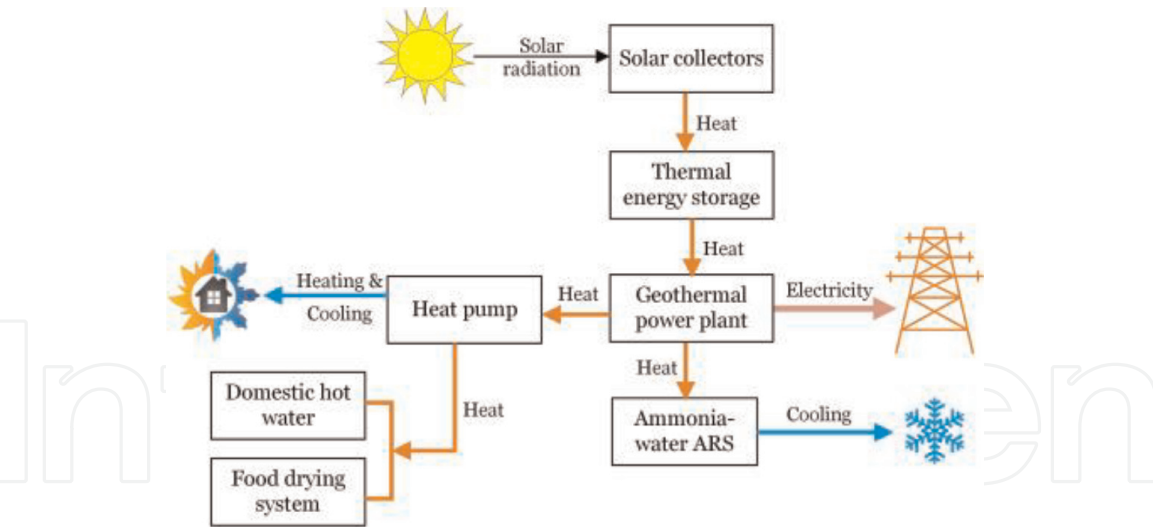 Solar
radiation
Solar collectors
Heat
Thermal
energy storage
Heat
Heating &
Cooling
Heat pump
Heat
Geothermal
power plant
Electricity
Heat
Domestic hot
water
Heat
Ammonia-
water ARS
Cooling
Food drying
system